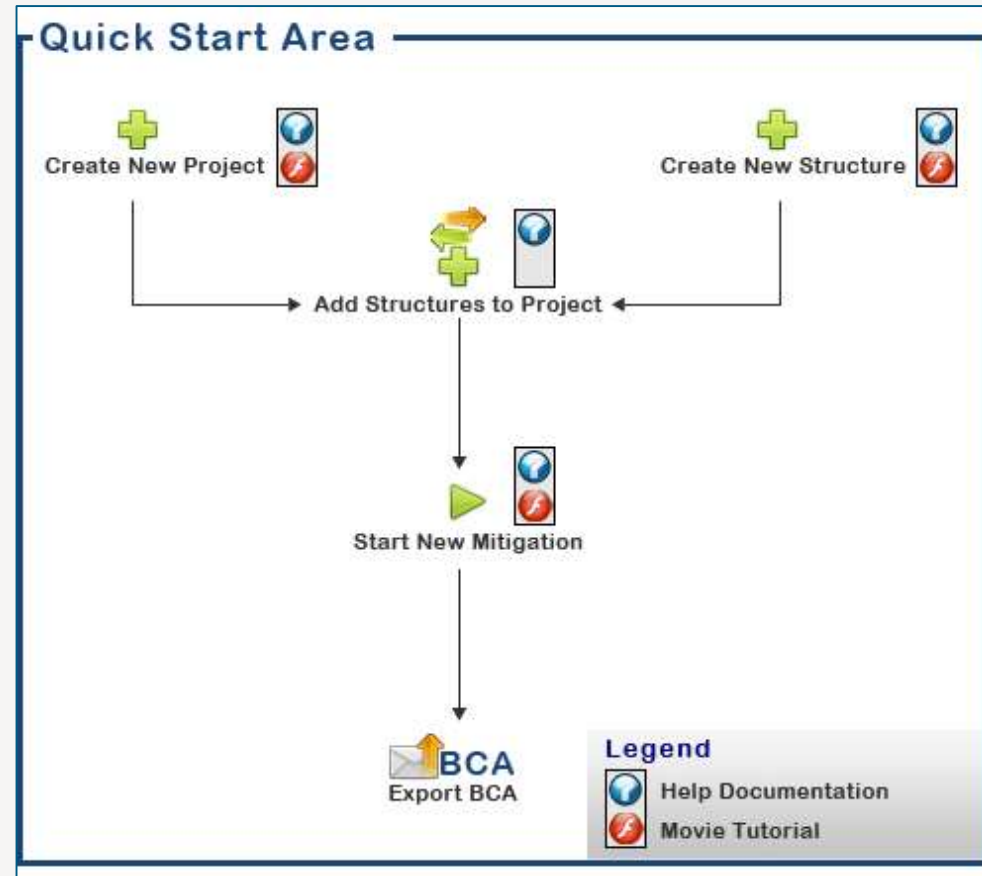 Quick Start Area
Create New Project
Create New Structure
Add Structures to Project
Start New Mitigation
BCA
Export BCA
Legend
Help Documentation
Movie Tutorial